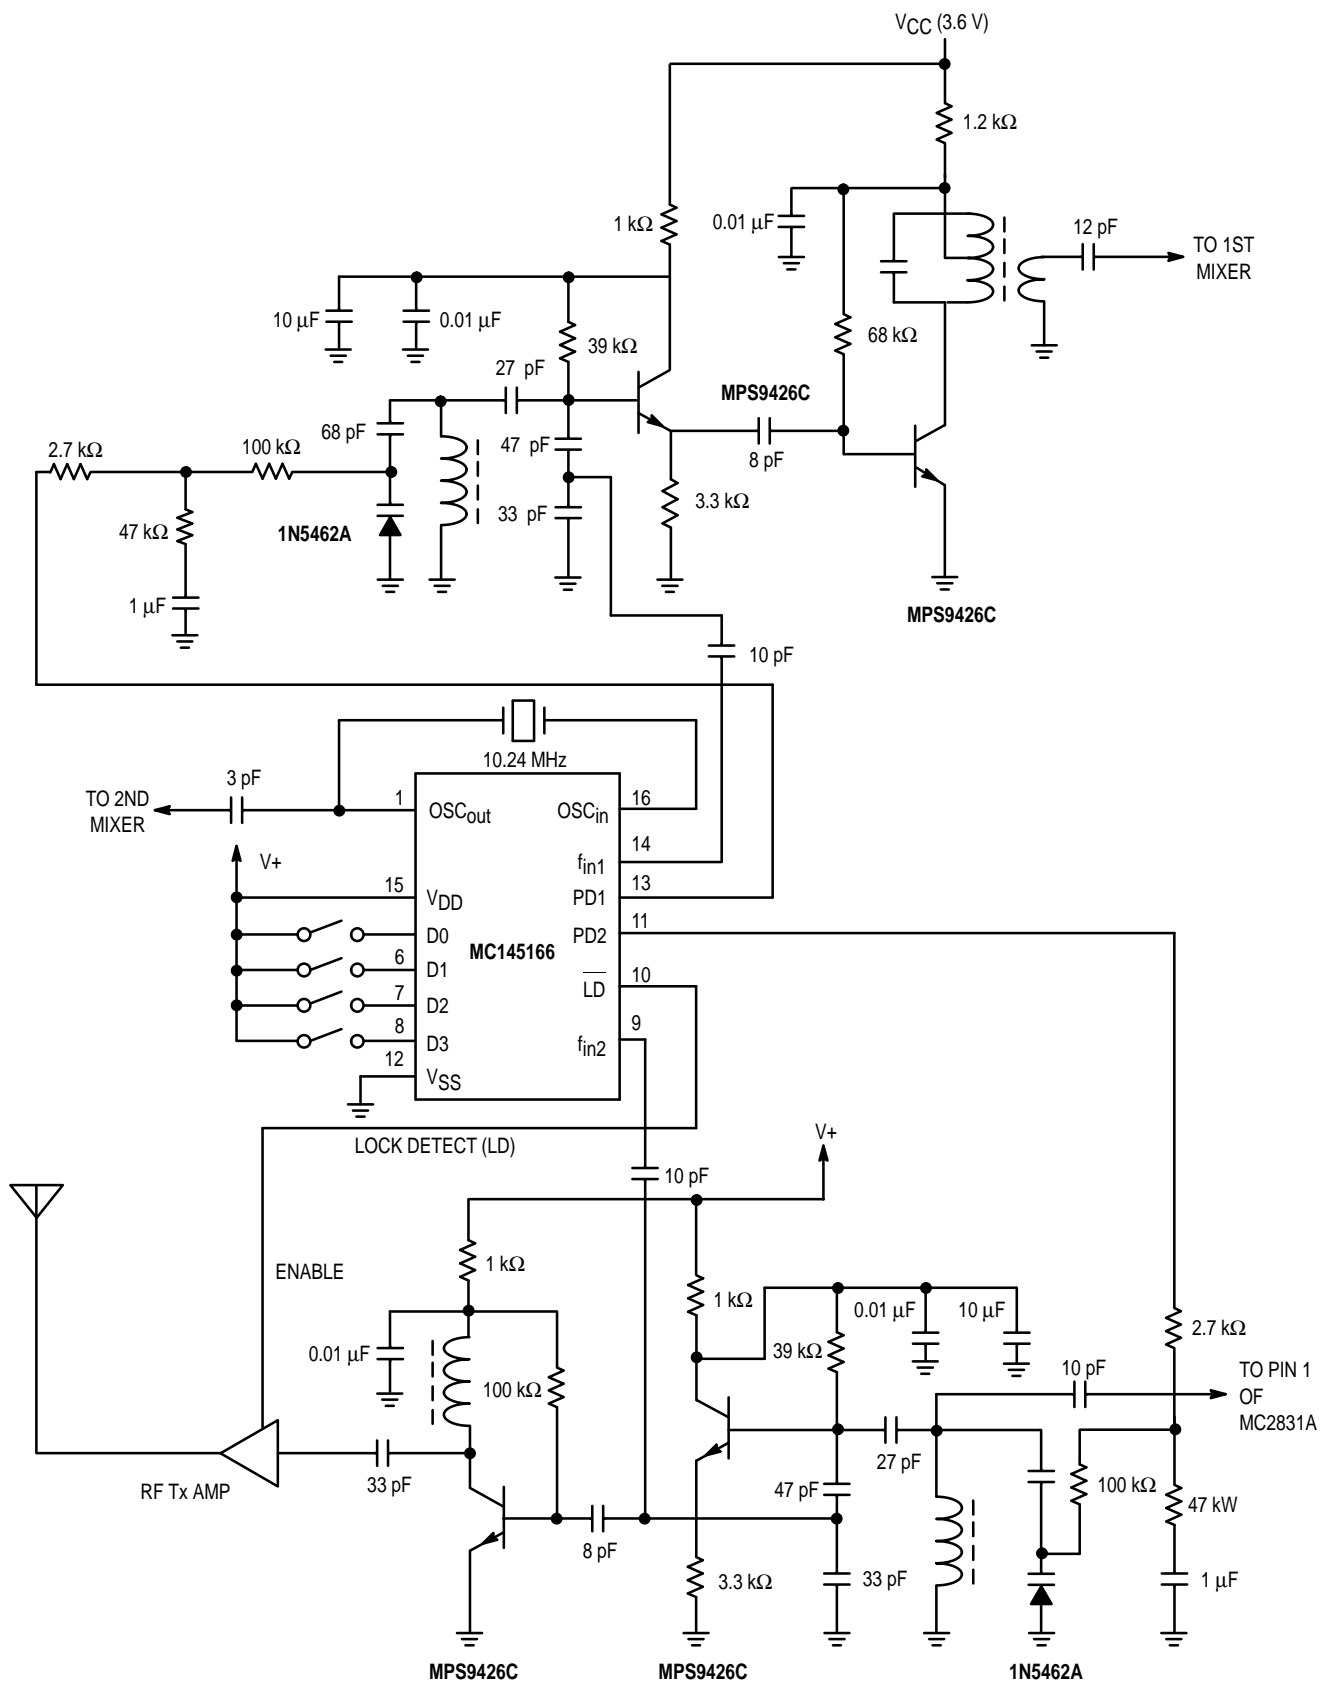 VCC (3.6 V)
1.2 kΩ
1 kΩ
0.01 µF
12 pF
TO 1ST
MIXER
10 µF
0.01 µF
39 kΩ
68 kΩ
27 pF
MPS9426C
68 pF
47 pF
8 pF
2.7 kΩ
100 kΩ
3.3 kΩ
33 pF
47 kΩ
1N5462A
1 µF
MPS9426C
10 pF
10.24 MHz
3 pF
TO 2ND
MIXER
1
OSCout
OSCin
16
V+
fin1
14
15
VDD
PD1
13
D0
MC145166
PD2
11
6
D1
7
D2
LD
10
8
D3
fin2
9
12
VSS
LOCK DETECT (LD)
V+
10 pF
ENABLE
1 kΩ
1 kΩ
0.01 µF
10 µF
2.7 kΩ
0.01 µF
39 kΩ
10 pF
TO PIN 1
OF
MC2831A
100 kΩ
27 pF
RF Tx AMP
33 pF
47 pF
100 kΩ
47 kW
8 pF
3.3 kΩ
33 pF
1 µF
MPS9426C
MPS9426C
1N5462A